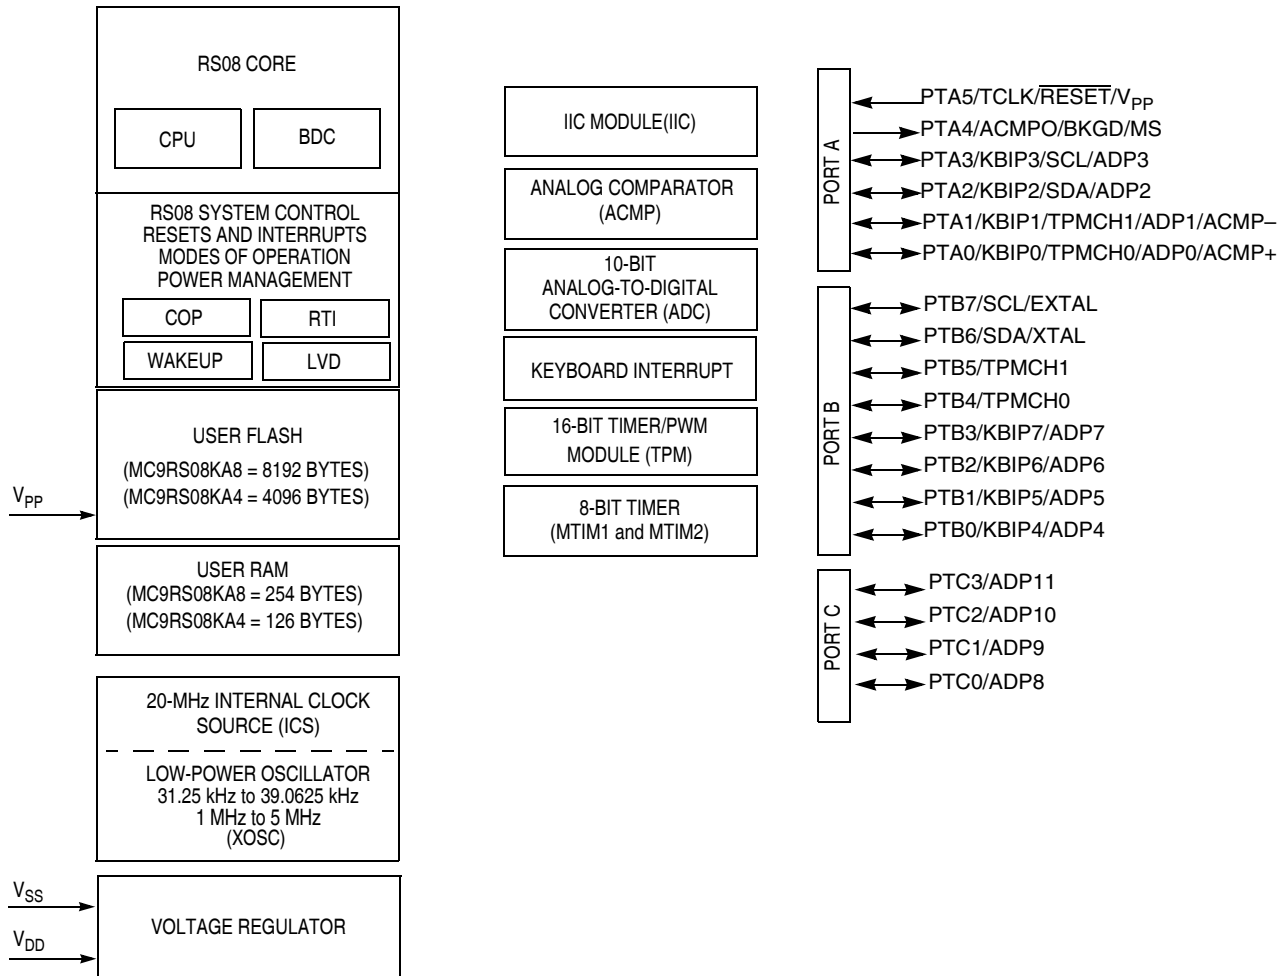 RS08 CORE
CPU
BDC
RS08 SYSTEM CONTROL
RESETS AND INTERRUPTS
MODES OF OPERATION
POWER MANAGEMENT
COP
RTI
WAKEUP
LVD
USER FLASH
(MC9RS08KA8 = 8192 BYTES)
(MC9RS08KA4 = 4096 BYTES)
VPP
USER RAM
(MC9RS08KA8 = 254 BYTES)
(MC9RS08KA4 = 126 BYTES)
20-MHz INTERNAL CLOCK
SOURCE (ICS)
LOW-POWER OSCILLATOR
31.25 kHz to 39.0625 kHz
1 MHz to 5 MHz
(XOSC)
VSS
VDD
VOLTAGE REGULATOR
IIC MODULE(IIC)
ANALOG COMPARATOR
(ACMP)
10-BIT
ANALOG-TO-DIGITAL
CONVERTER (ADC)
KEYBOARD INTERRUPT
16-BIT TIMER/PWM
MODULE (TPM)
8-BIT TIMER
(MTIM1 and MTIM2)
PORT A
PTA5/TCLK/RESET/VPP
PTA4/ACMPO/BKGD/MS
PTA3/KBIP3/SCL/ADP3
PTA2/KBIP2/SDA/ADP2
PTA1/KBIP1/TPMCH1/ADP1/ACMP–
PTA0/KBIP0/TPMCH0/ADP0/ACMP+
PORT B
PTB7/SCL/EXTAL
PTB6/SDA/XTAL
PTB5/TPMCH1
PTB4/TPMCH0
PTB3/KBIP7/ADP7
PTB2/KBIP6/ADP6
PTB1/KBIP5/ADP5
PTB0/KBIP4/ADP4
PORT C
PTC3/ADP11
PTC2/ADP10
PTC1/ADP9
PTC0/ADP8